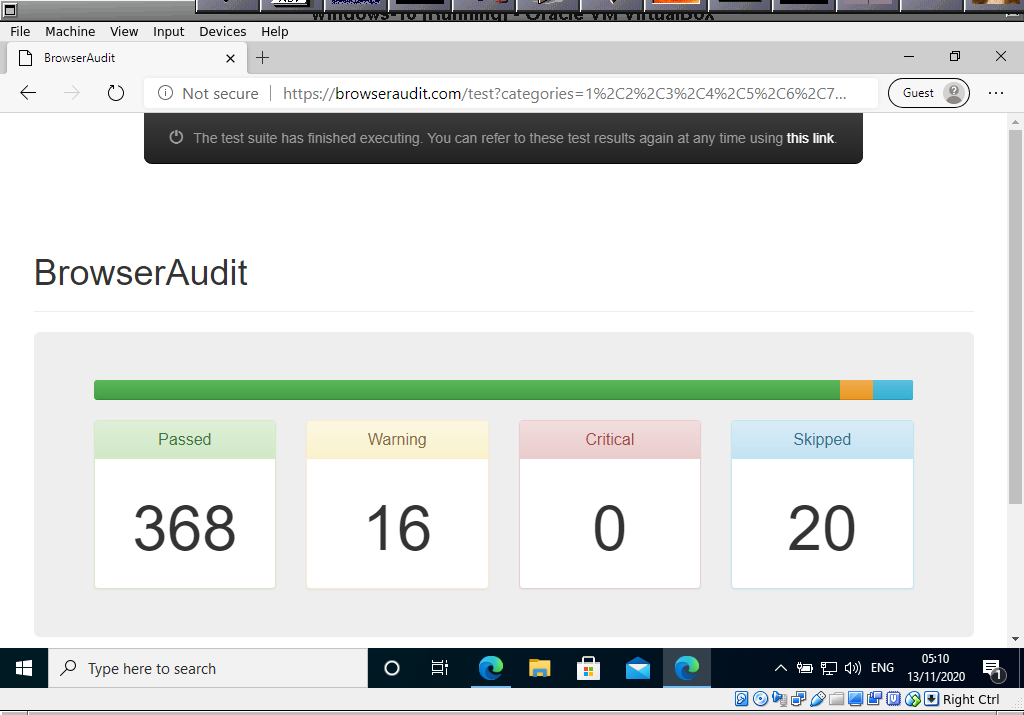 windows-10 [Running] - Oracle VM VirtualBox
File Machine View Input Devices Help
BrowserAudit
Not secure https://browseraudit.com/test?categories=1%2C2%2C3%2C4%2C5%2C6%2C7... Guest
The test suite has finished executing. You can refer to these test results again at any time using this link.
BrowserAudit
Passed Warning Critical Skipped
368 16 0 20
Type here to search
ENG
05:10
13/11/2020
1
Right Ctrl